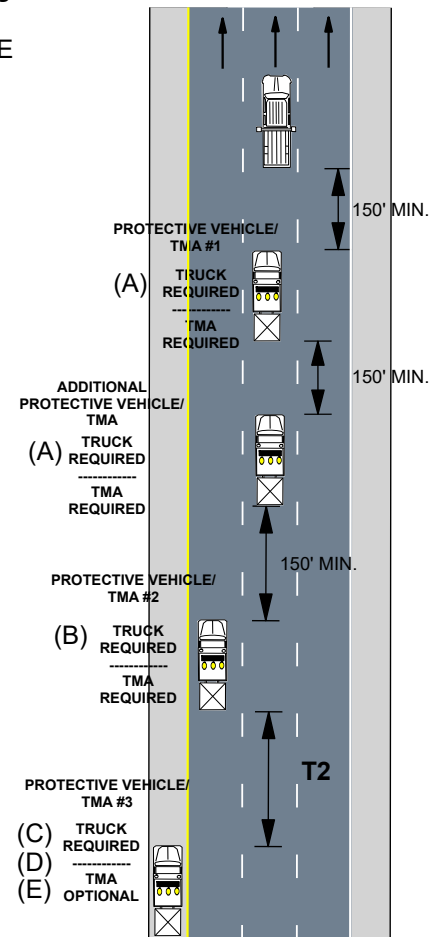 E
150' MIN.
PROTECTIVE VEHICLE/
TMA #1
(A)
TRUCK
REQUIRED
------------
TMA
REQUIRED
150' MIN.
ADDITIONAL
PROTECTIVE VEHICLE/
TMA
(A)
TRUCK
REQUIRED
------------
TMA
REQUIRED
150' MIN.
PROTECTIVE VEHICLE/
TMA #2
(B)
TRUCK
REQUIRED
------------
TMA
REQUIRED
T2
PROTECTIVE VEHICLE/
TMA #3
(C)
(D)
(E)
TRUCK
REQUIRED
------------
TMA
OPTIONAL